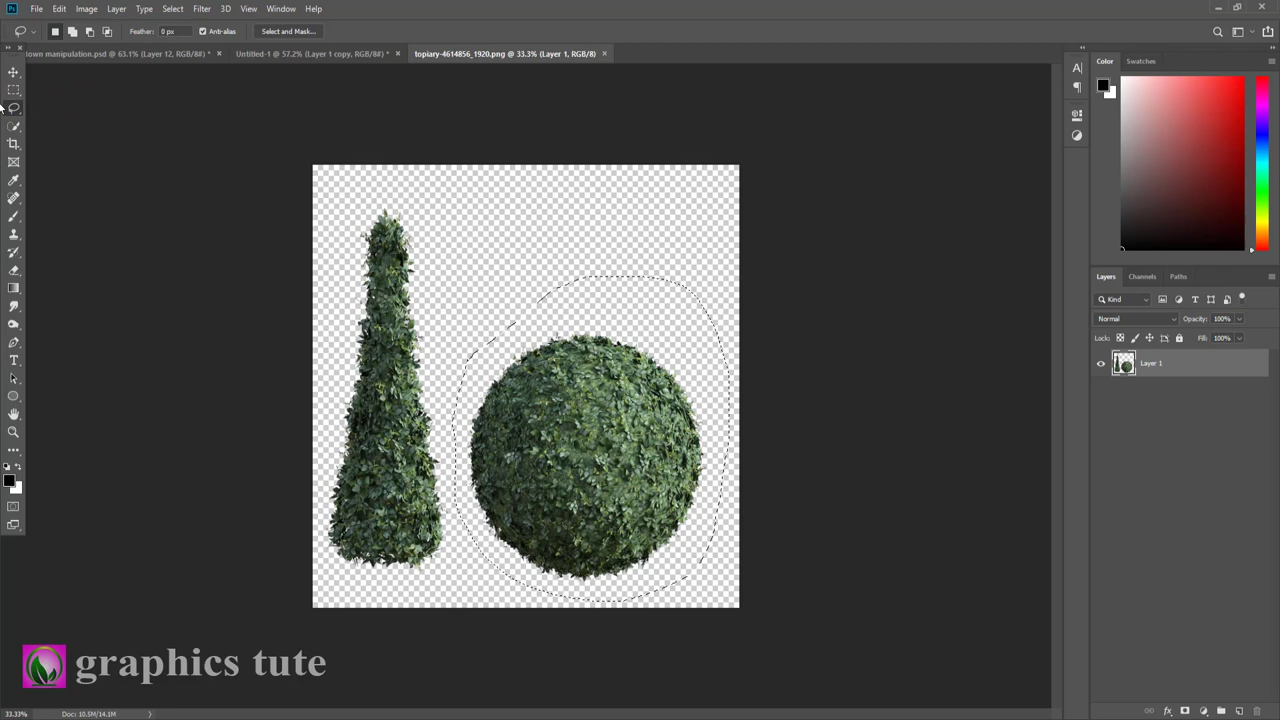 Ps File Edit Image Layer Type Select Filter 3D View Window Help
Feather: 0 px Anti-alias Select and Mask...
own manipulation.psd @ 63.1% (Layer 12, RGB/8#) * × Untitled-1 @ 57.2% (Layer 1 copy, RGB/8#) * × topiary-4614856_1920.png @ 33.3% (Layer 1, RGB/8) ×
Color Swatches
Layers Channels Paths
Kind
Normal Opacity: 100%
Lock: Fill: 100%
Layer 1
graphics tute
33.33% Doc: 10.5M/14.1M